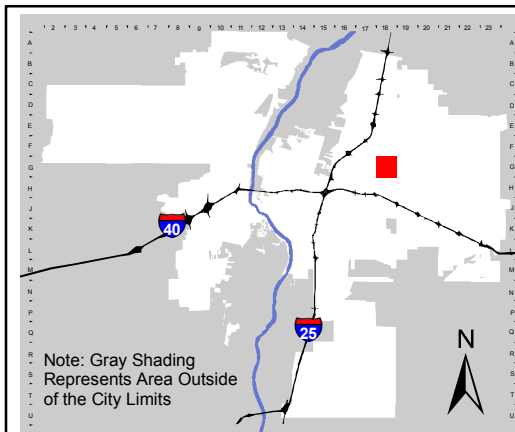 2 3 4 5 6 7 8 9 10 11 12 13 14 15 16 17 18 19 20 21 22 23
A
B
C
D
E
F
G
H
J
K
L
M
N
P
Q
R
S
T
U
A
B
C
D
E
F
G
H
J
K
L
M
N
P
Q
R
S
T
U
40
25
Note: Gray Shading
Represents Area Outside
of the City Limits
N